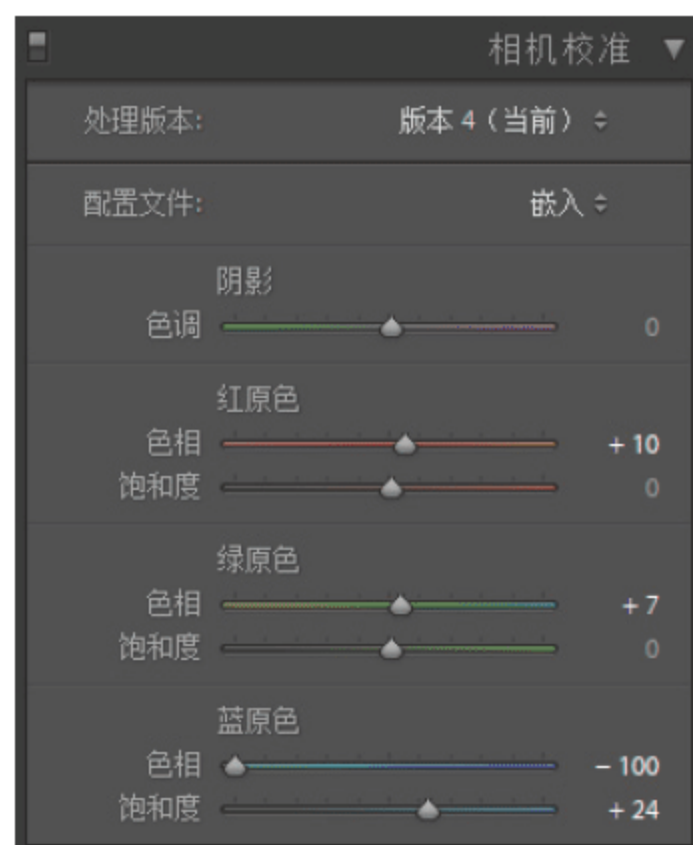 相机校准
处理版本: 版本 4（当前）
配置文件: 嵌入
阴影
色调 0
红原色
色相 + 10
饱和度 0
绿原色
色相 + 7
饱和度 0
蓝原色
色相 – 100
饱和度 + 24